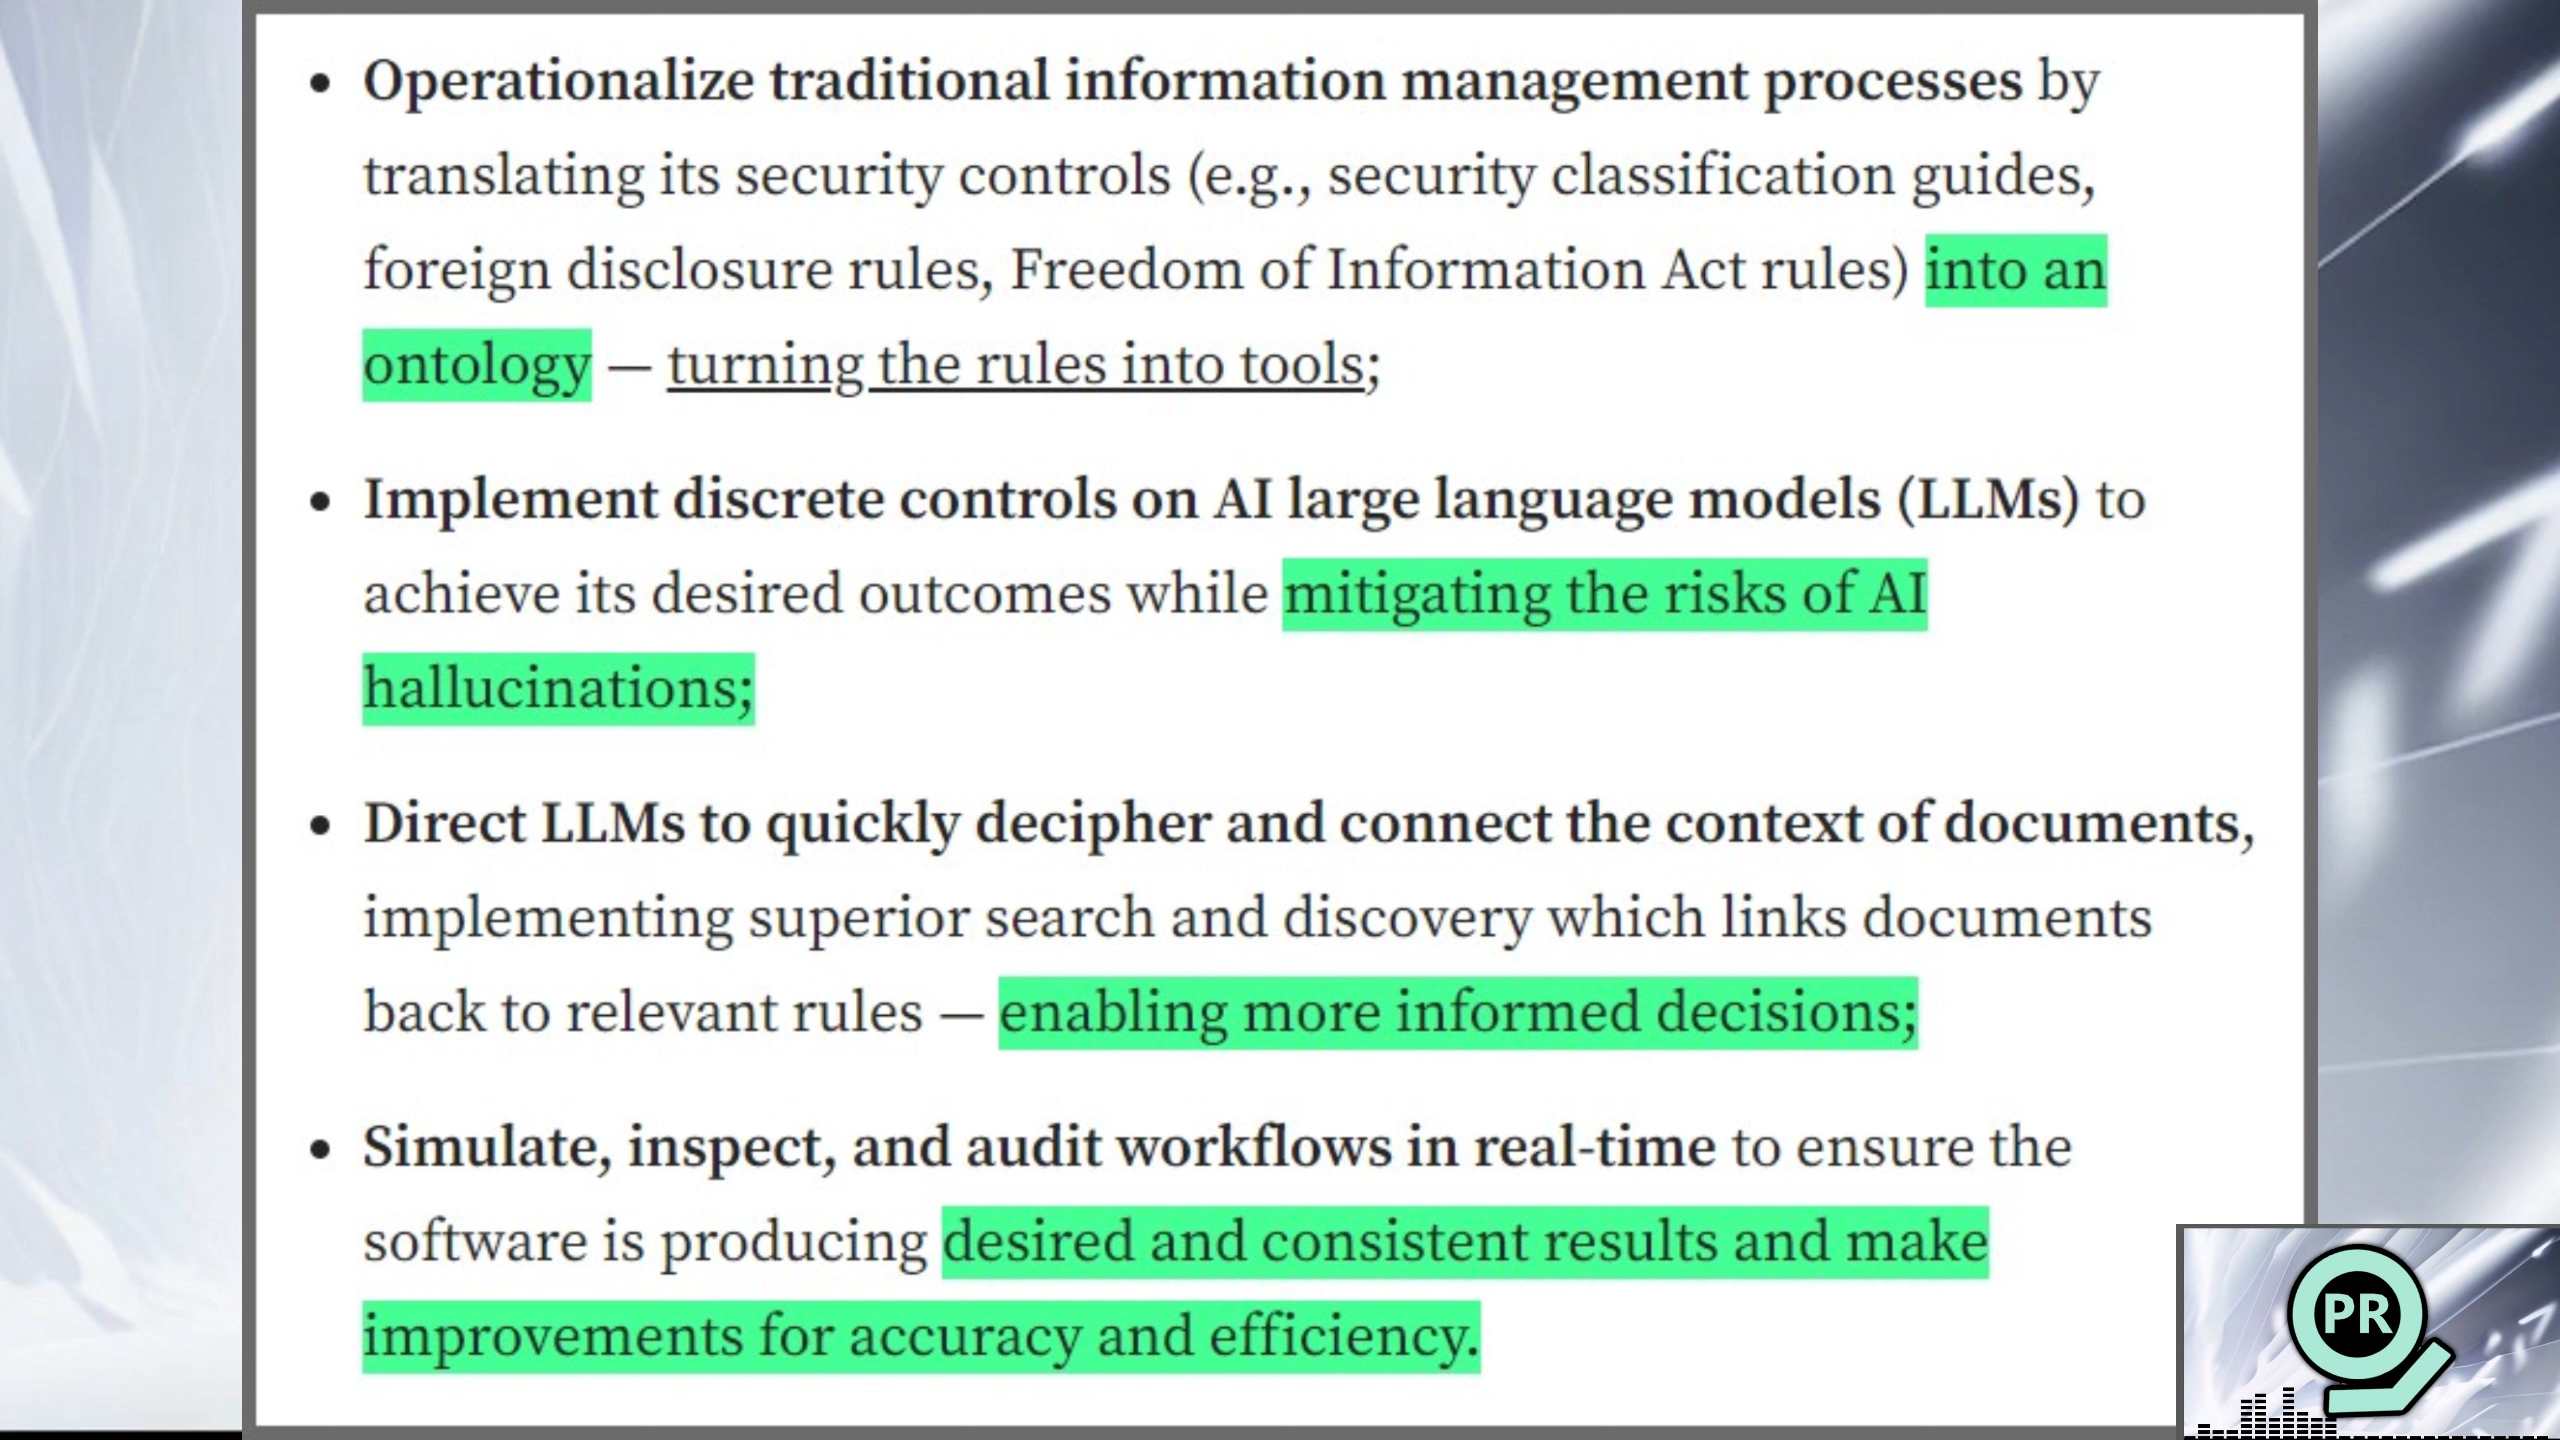 • Operationalize traditional information management processes by
translating its security controls (e.g., security classification guides,
foreign disclosure rules, Freedom of Information Act rules) into an
ontology — turning the rules into tools;
• Implement discrete controls on AI large language models (LLMs) to
achieve its desired outcomes while mitigating the risks of AI
hallucinations;
• Direct LLMs to quickly decipher and connect the context of documents,
implementing superior search and discovery which links documents
back to relevant rules — enabling more informed decisions;
• Simulate, inspect, and audit workflows in real-time to ensure the
software is producing desired and consistent results and make
improvements for accuracy and efficiency.
PR